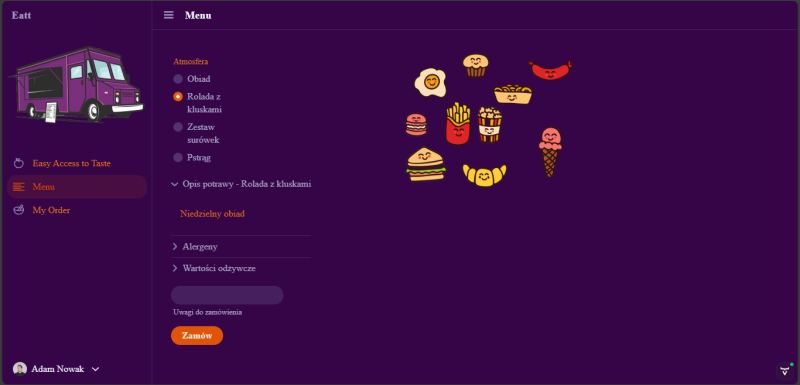 Eatt
Menu
Easy Access to Taste
Menu
My Order
Adam Nowak
Atmosfera
Obiad
Rolada z
kluskami
Zestaw
surówek
Pstrąg
Opis potrawy - Rolada z kluskami
Niedzielny obiad
Alergeny
Wartości odżywcze
Uwagi do zamówienia
Zamów